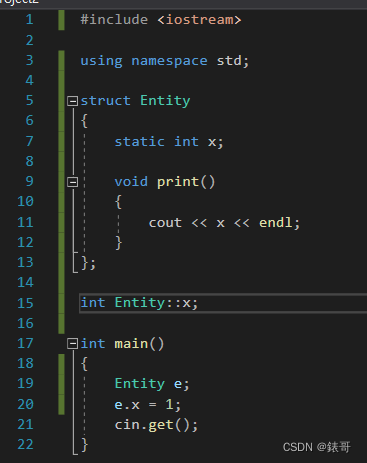 1 #include <iostream>
2
3 using namespace std;
4
5 struct Entity
6 {
7 static int x;
8
9 void print()
10 {
11 cout << x << endl;
12 }
13 };
14
15 int Entity::x;
16
17 int main()
18 {
19 Entity e;
20 e.x = 1;
21 cin.get();
22 }
CSDN @錶哥